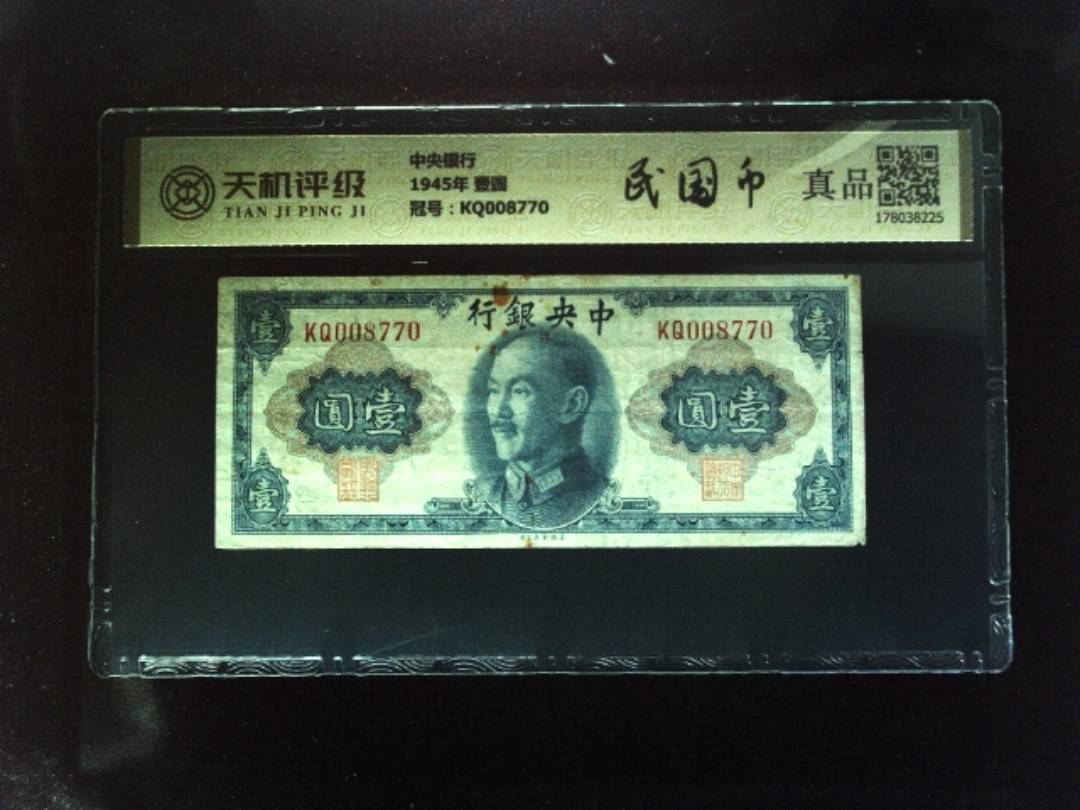 天机评级
TIAN JI PING JI
中央银行
1945年 壹圆
冠号：KQ008770
民国币
真品
178038225
行銀央中
KQ008770
KQ008770
壹
壹
圓壹
圓壹
壹
壹